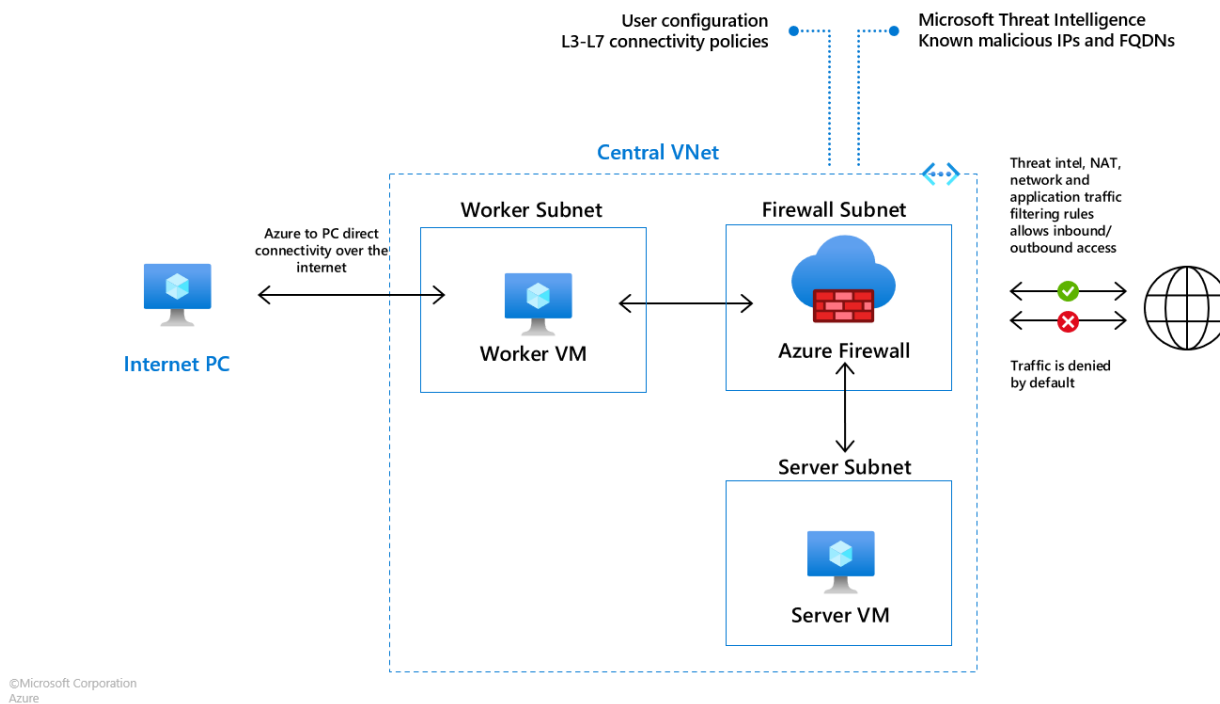 User configuration
L3-L7 connectivity policies
Microsoft Threat Intelligence
Known malicious IPs and FQDNs
Central VNet
Threat intel, NAT,
network and
application traffic
filtering rules
allows inbound/
outbound access
Worker Subnet
Firewall Subnet
Azure to PC direct
connectivity over the
internet
Worker VM
Azure Firewall
Internet PC
Traffic is denied
by default
Server Subnet
Server VM
©Microsoft Corporation
Azure